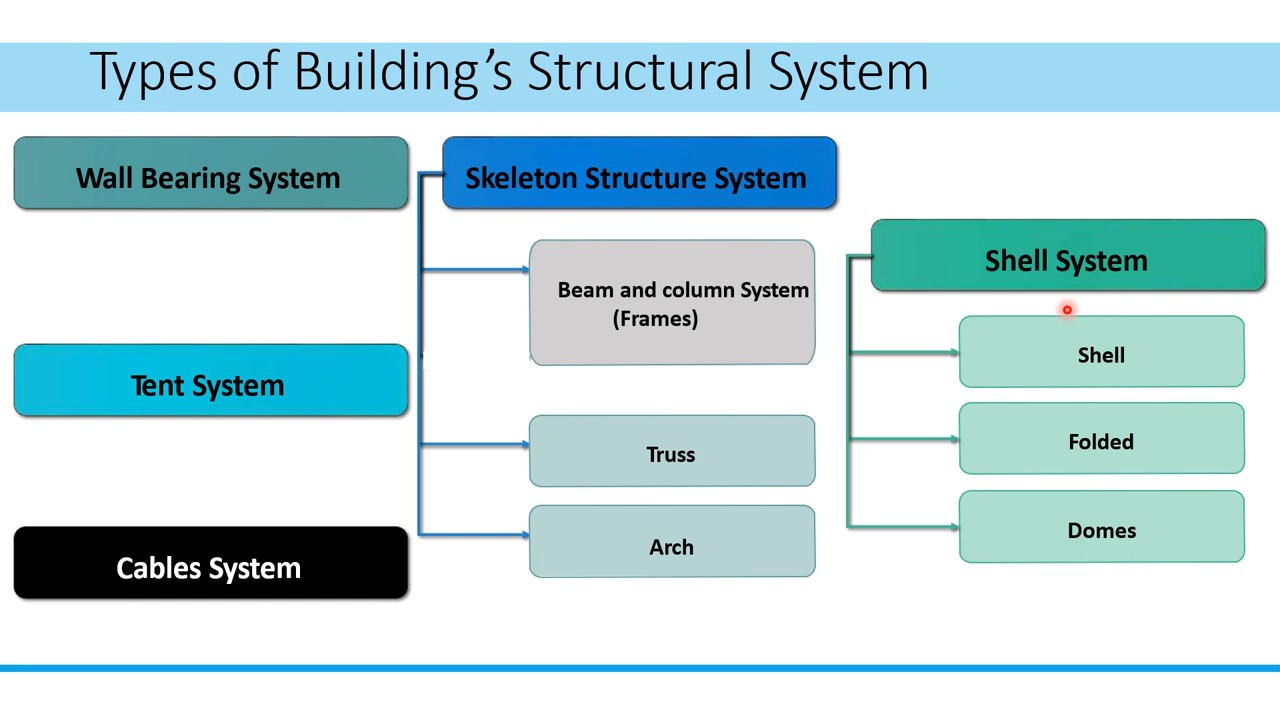 Types of Building’s Structural System
Wall Bearing System
Tent System
Cables System
Skeleton Structure System
Beam and column System
(Frames)
Truss
Arch
Shell System
Shell
Folded
Domes